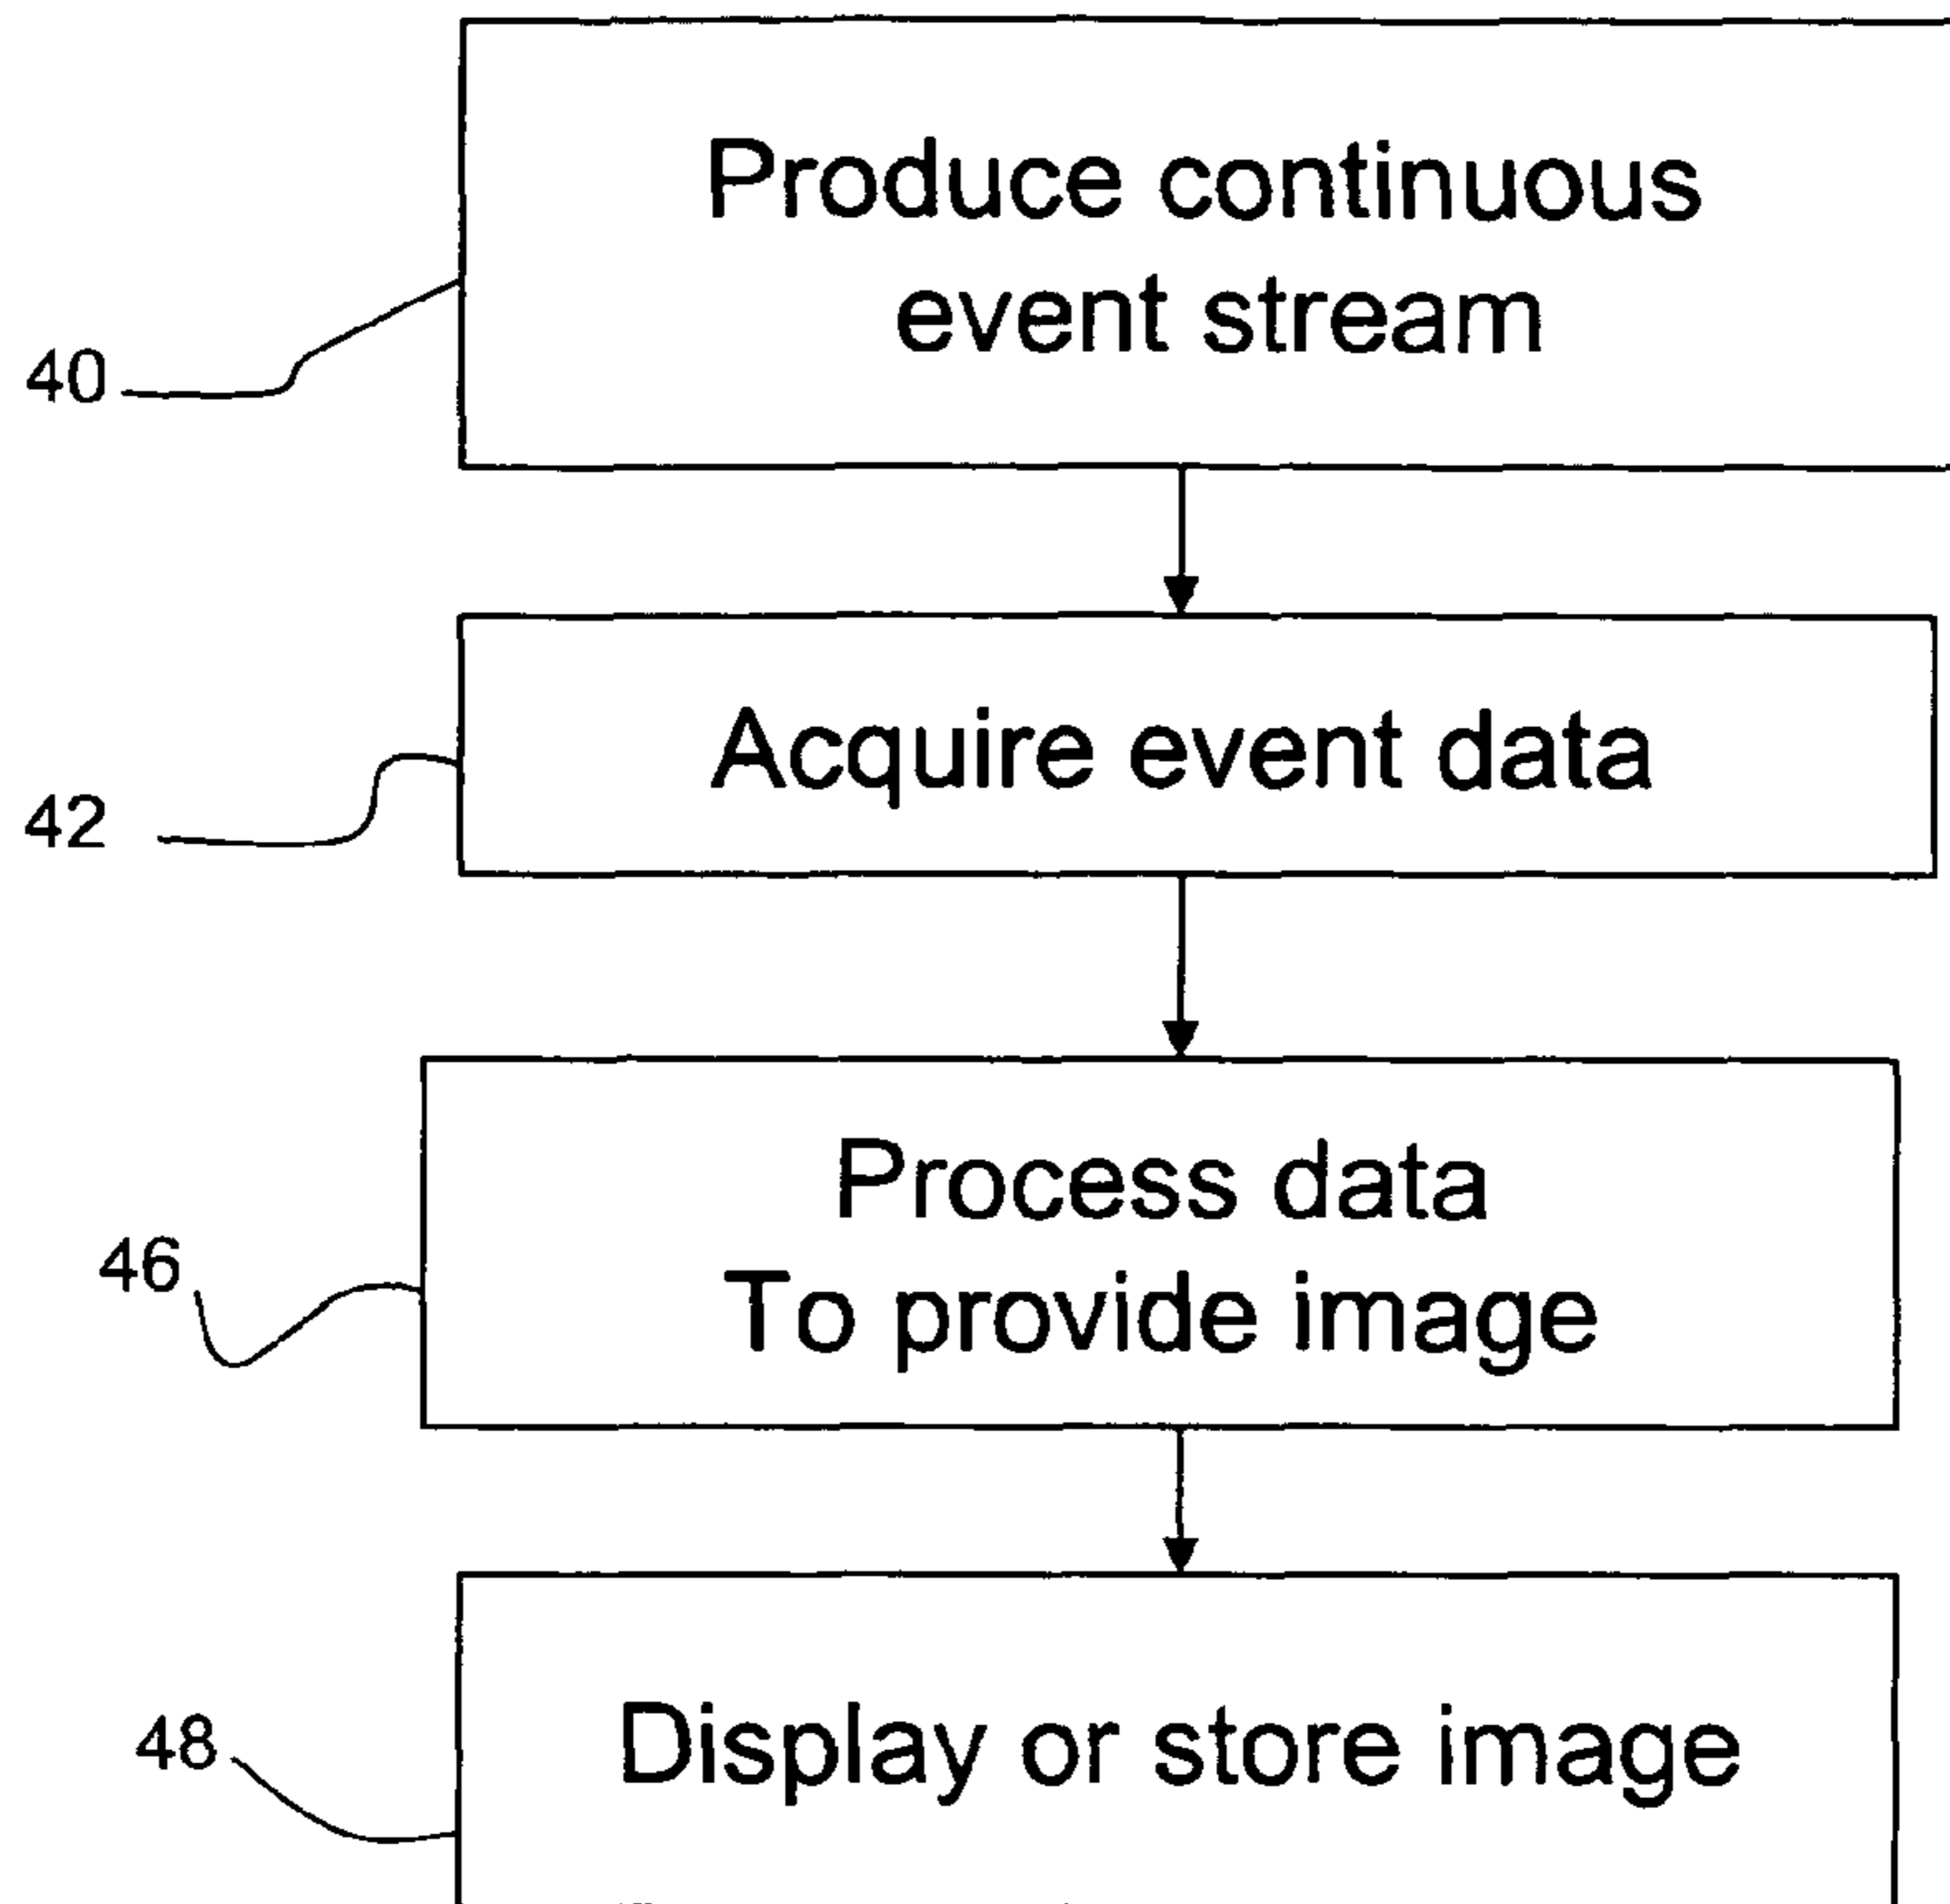 Produce continuous
event stream
40
Acquire event data
42
Process data
To provide image
46
Display or store image
48